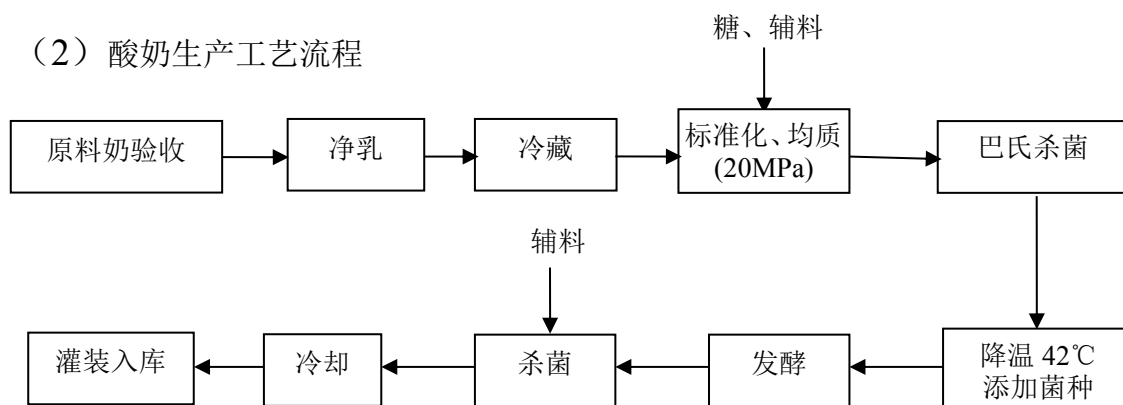 （2）酸奶生产工艺流程
糖、辅料
原料奶验收
净乳
冷藏
标准化、均质
(20MPa)
巴氏杀菌
辅料
灌装入库
冷却
杀菌
发酵
降温 42℃
添加菌种